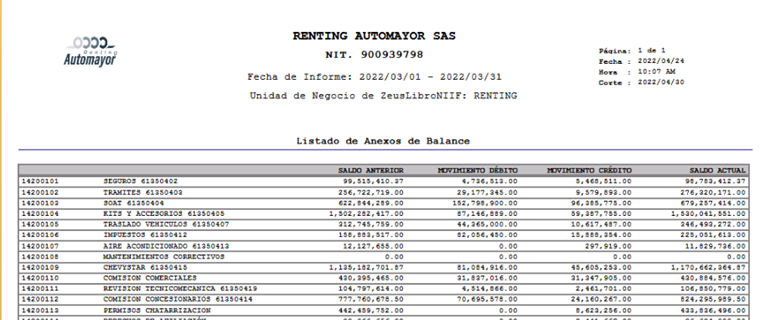 Renting
Automayor
RENTING AUTOMAYOR SAS
NIT. 900939798
Fecha de Informe: 2022/03/01 - 2022/03/31
Unidad de Negocio de ZeusLibroNIIF: RENTING
Página: 1 de 1
Fecha : 2022/04/24
Hora : 10:07 AM
Corte : 2022/04/30
Listado de Anexos de Balance
SALDO ANTERIOR MOVIMIENTO DÉBITO MOVIMIENTO CRÉDITO SALDO ACTUAL
14200101 SEGUROS 61350402 99,515,410.37 4,736,513.00 5,468,511.00 98,783,412.37
14200102 TRAMITES 61350403 256,722,719.00 29,177,345.00 9,579,893.00 276,320,171.00
14200103 SOAT 61350404 622,844,289.00 152,798,900.00 96,385,775.00 679,257,414.00
14200104 KITS Y ACCESORIOS 61350405 1,502,282,417.00 87,146,889.00 59,387,755.00 1,530,041,551.00
14200105 TRASLADO VEHICULOS 61350407 312,745,759.00 44,365,000.00 10,617,487.00 346,493,272.00
14200106 IMPUESTOS 61350412 158,883,517.00 82,056,450.00 15,888,354.00 225,051,613.00
14200107 AIRE ACONDICIONADO 61350413 12,127,655.00 0.00 297,919.00 11,829,736.00
14200108 MANTENIMIENTOS CORRECTIVOS 0.00 0.00 0.00 0.00
14200109 CHEVYSTAR 61350415 1,135,182,701.87 81,084,916.00 45,605,253.00 1,170,662,364.87
14200110 COMISION COMERCIALES 430,395,465.00 31,837,016.00 31,347,905.00 430,884,576.00
14200111 REVISION TECNICOMECANICA 61350419 104,797,614.00 4,514,866.00 2,461,701.00 106,850,779.00
14200112 COMISION CONCESIONARIOS 61350414 777,760,678.50 70,695,578.00 24,160,267.00 824,295,989.50
14200113 PERMISOS CHATARRIZACION 442,459,752.00 0.00 8,623,256.00 433,836,496.00